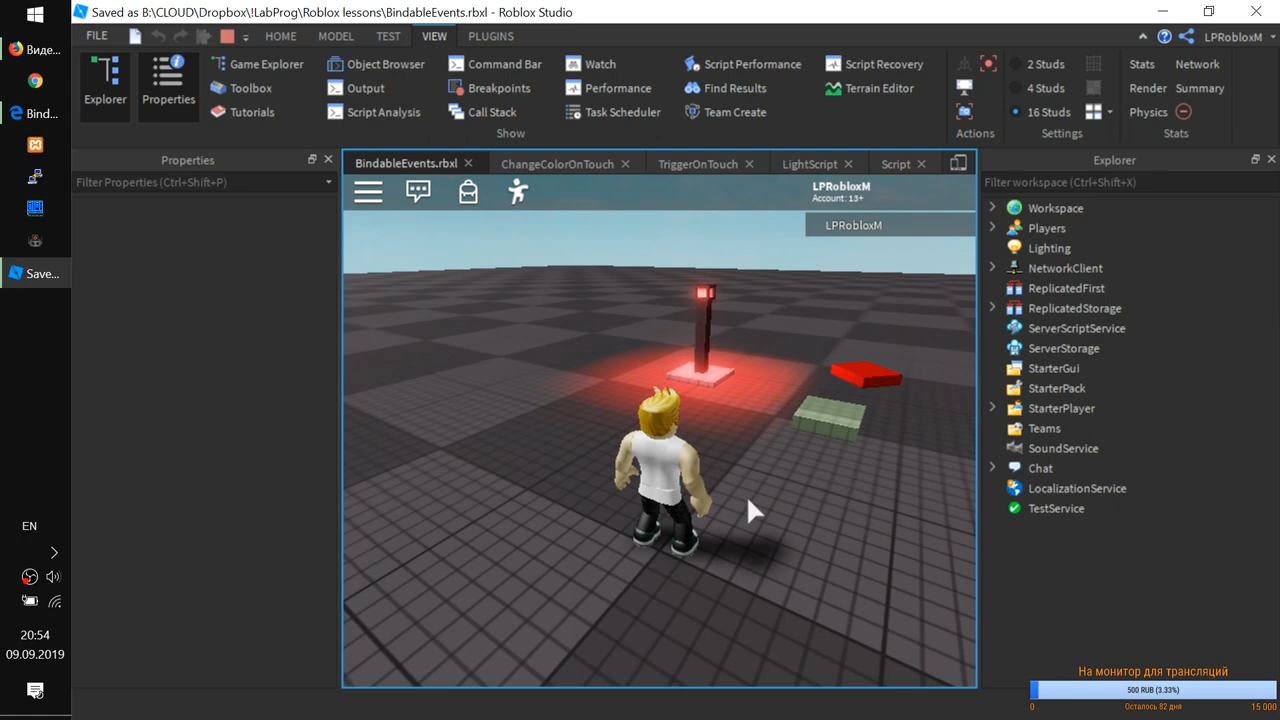 Saved as B:\CLOUD\Dropbox\!LabProg\Roblox lessons\BindableEvents.rbxl - Roblox Studio
FILE HOME MODEL TEST VIEW PLUGINS LPRobloxM
Виде...
Bind...
Save...
EN
20:54
09.09.2019
Explorer
Properties
Game Explorer
Toolbox
Tutorials
Object Browser
Output
Script Analysis
Command Bar
Breakpoints
Call Stack
Watch
Performance
Task Scheduler
Script Performance
Find Results
Team Create
Script Recovery
Terrain Editor
Show
Actions
2 Studs
4 Studs
16 Studs
Settings
Stats Network
Render Summary
Physics
Stats
Properties
Filter Properties (Ctrl+Shift+P)
BindableEvents.rbxl ChangeColorOnTouch TriggerOnTouch LightScript Script
LPRobloxM
Account: 13+
LPRobloxM
Explorer
Filter workspace (Ctrl+Shift+X)
Workspace
Players
Lighting
NetworkClient
ReplicatedFirst
ReplicatedStorage
ServerScriptService
ServerStorage
StarterGui
StarterPack
StarterPlayer
Teams
SoundService
Chat
LocalizationService
TestService
На монитор для трансляций
500 RUB (3.33%)
0 Осталось 82 дня 15 000